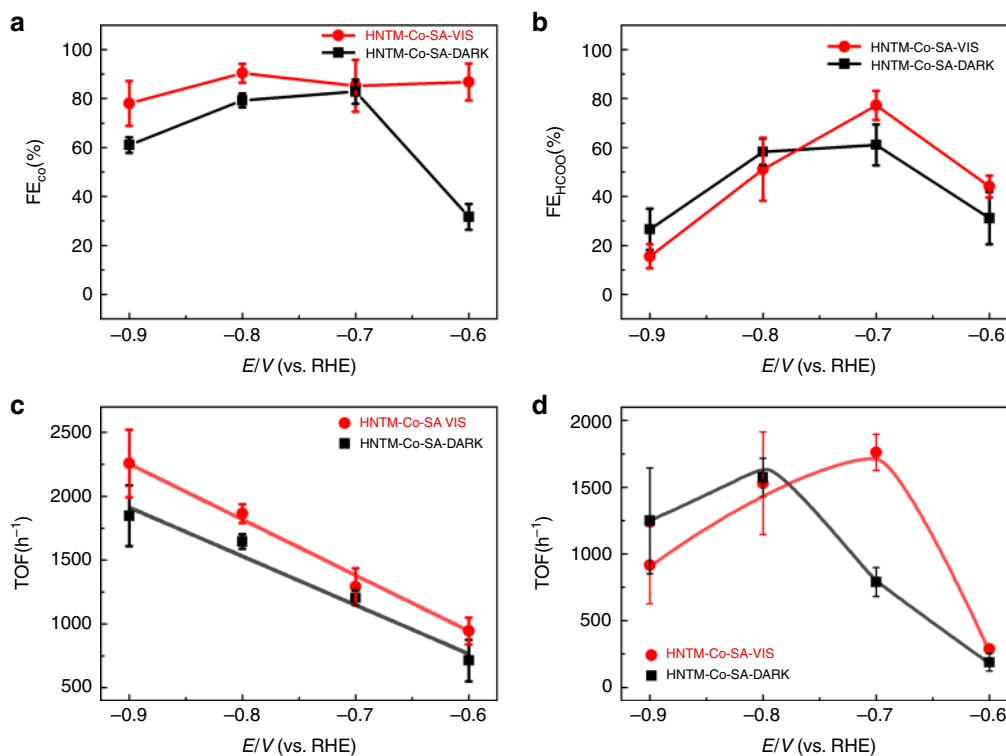 a
HNTM-Co-SA-VIS
HNTM-Co-SA-DARK
100
80
60
40
20
0
FE_CO(%)
–0.9 –0.8 –0.7 –0.6
E/V (vs. RHE)
b
HNTM-Co-SA-VIS
HNTM-Co-SA-DARK
100
80
60
40
20
0
FE_HCOO(%)
–0.9 –0.8 –0.7 –0.6
E/V (vs. RHE)
c
HNTM-Co-SA VIS
HNTM-Co-SA-DARK
2500
2000
1500
1000
500
TOF(h⁻¹)
–0.9 –0.8 –0.7 –0.6
E/V (vs. RHE)
d
2000
1500
1000
500
0
TOF(h⁻¹)
HNTM-Co-SA-VIS
HNTM-Co-SA-DARK
–0.9 –0.8 –0.7 –0.6
E/V (vs. RHE)